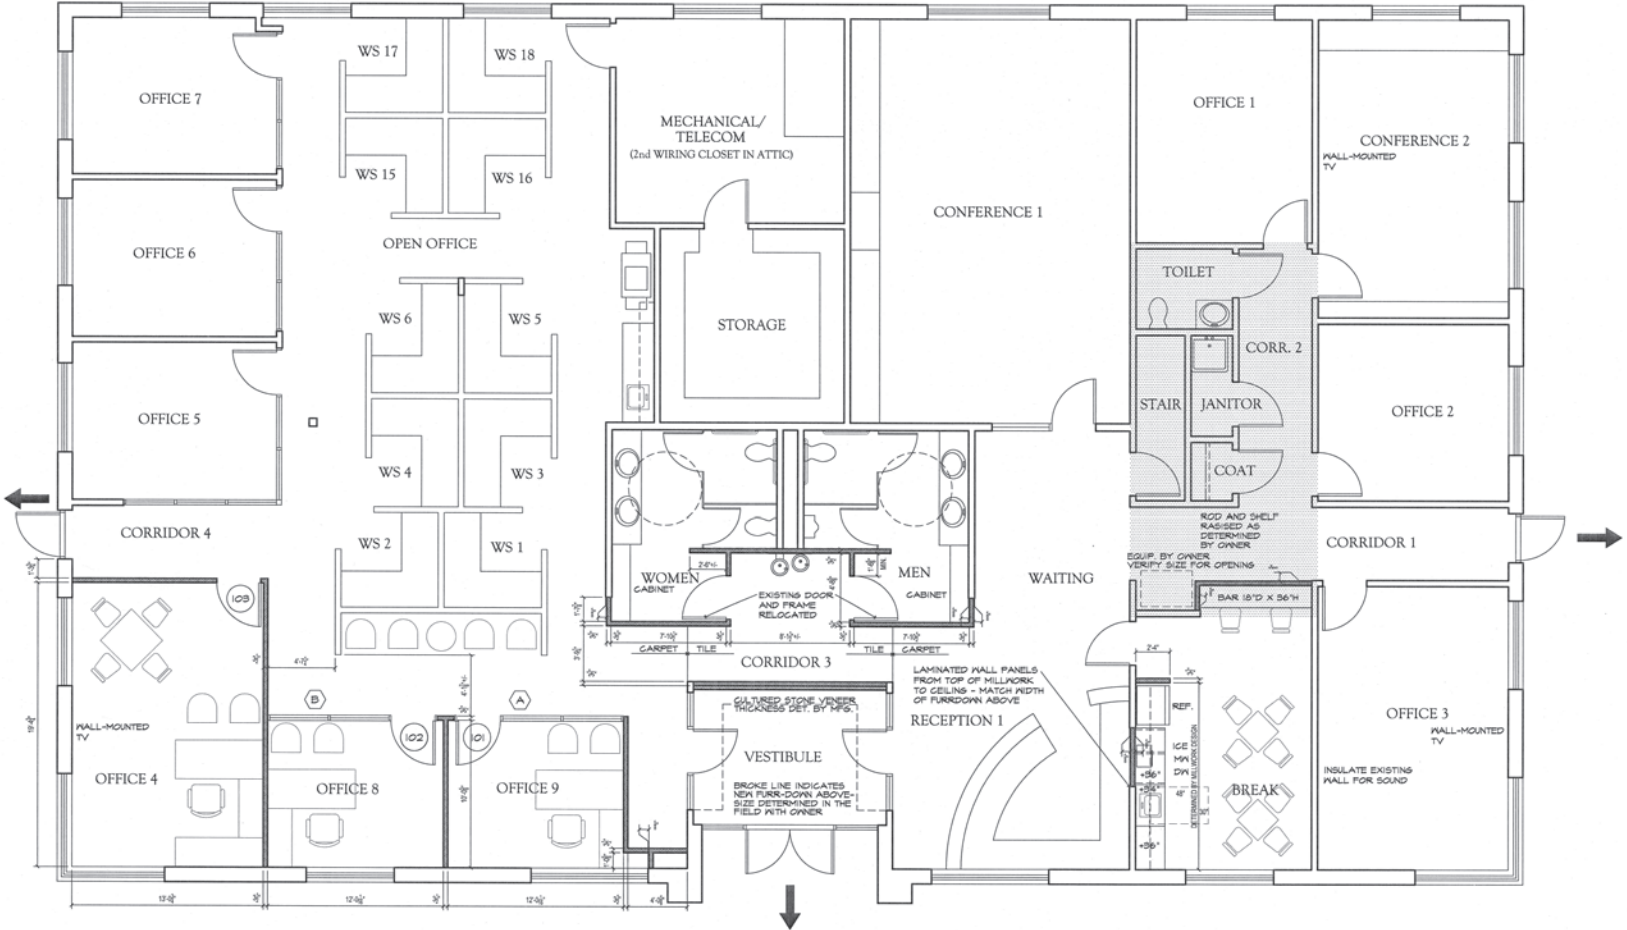 WS 17
WS 18
OFFICE 7
OFFICE 1
MECHANICAL/
TELECOM
(2nd WIRING CLOSET IN ATTIC)
CONFERENCE 2
WALL-MOUNTED
TV
WS 15
WS 16
CONFERENCE 1
OPEN OFFICE
OFFICE 6
TOILET
WS 6
WS 5
STORAGE
CORR. 2
OFFICE 5
STAIR
JANITOR
OFFICE 2
WS 4
WS 3
COAT
CORRIDOR 4
ROD AND SHELF
RASISED AS
DETERMINED
BY OWNER
CORRIDOR 1
WS 2
WS 1
EQUIP. BY OWNER
VERIFY SIZE FOR OPENING
WOMEN
CABINET
2'-6"+/-
MEN
CABINET
WAITING
103
EXISTING DOOR
AND FRAME
RELOCATED
BAR 18"D X 36"H
CARPET
TILE
TILE
CARPET
CORRIDOR 3
2'-4"
LAMINATED WALL PANELS
FROM TOP OF MILLWORK
TO CEILING - MATCH WIDTH
OF FURRDOWN ABOVE
B
A
CULTURED STONE VENEER
THICKNESS DET. BY MFG.
REF.
RECEPTION 1
OFFICE 3
WALL-MOUNTED
TV
WALL-MOUNTED
TV
102
101
ICE
MW
DW
DETERMINED BY MILLWORK DESIGN
VESTIBULE
OFFICE 4
INSULATE EXISTING
WALL FOR SOUND
+36"
OFFICE 8
OFFICE 9
BROKE LINE INDICATES
NEW FURR-DOWN ABOVE-
SIZE DETERMINED IN THE
FIELD WITH OWNER
BREAK
+36"